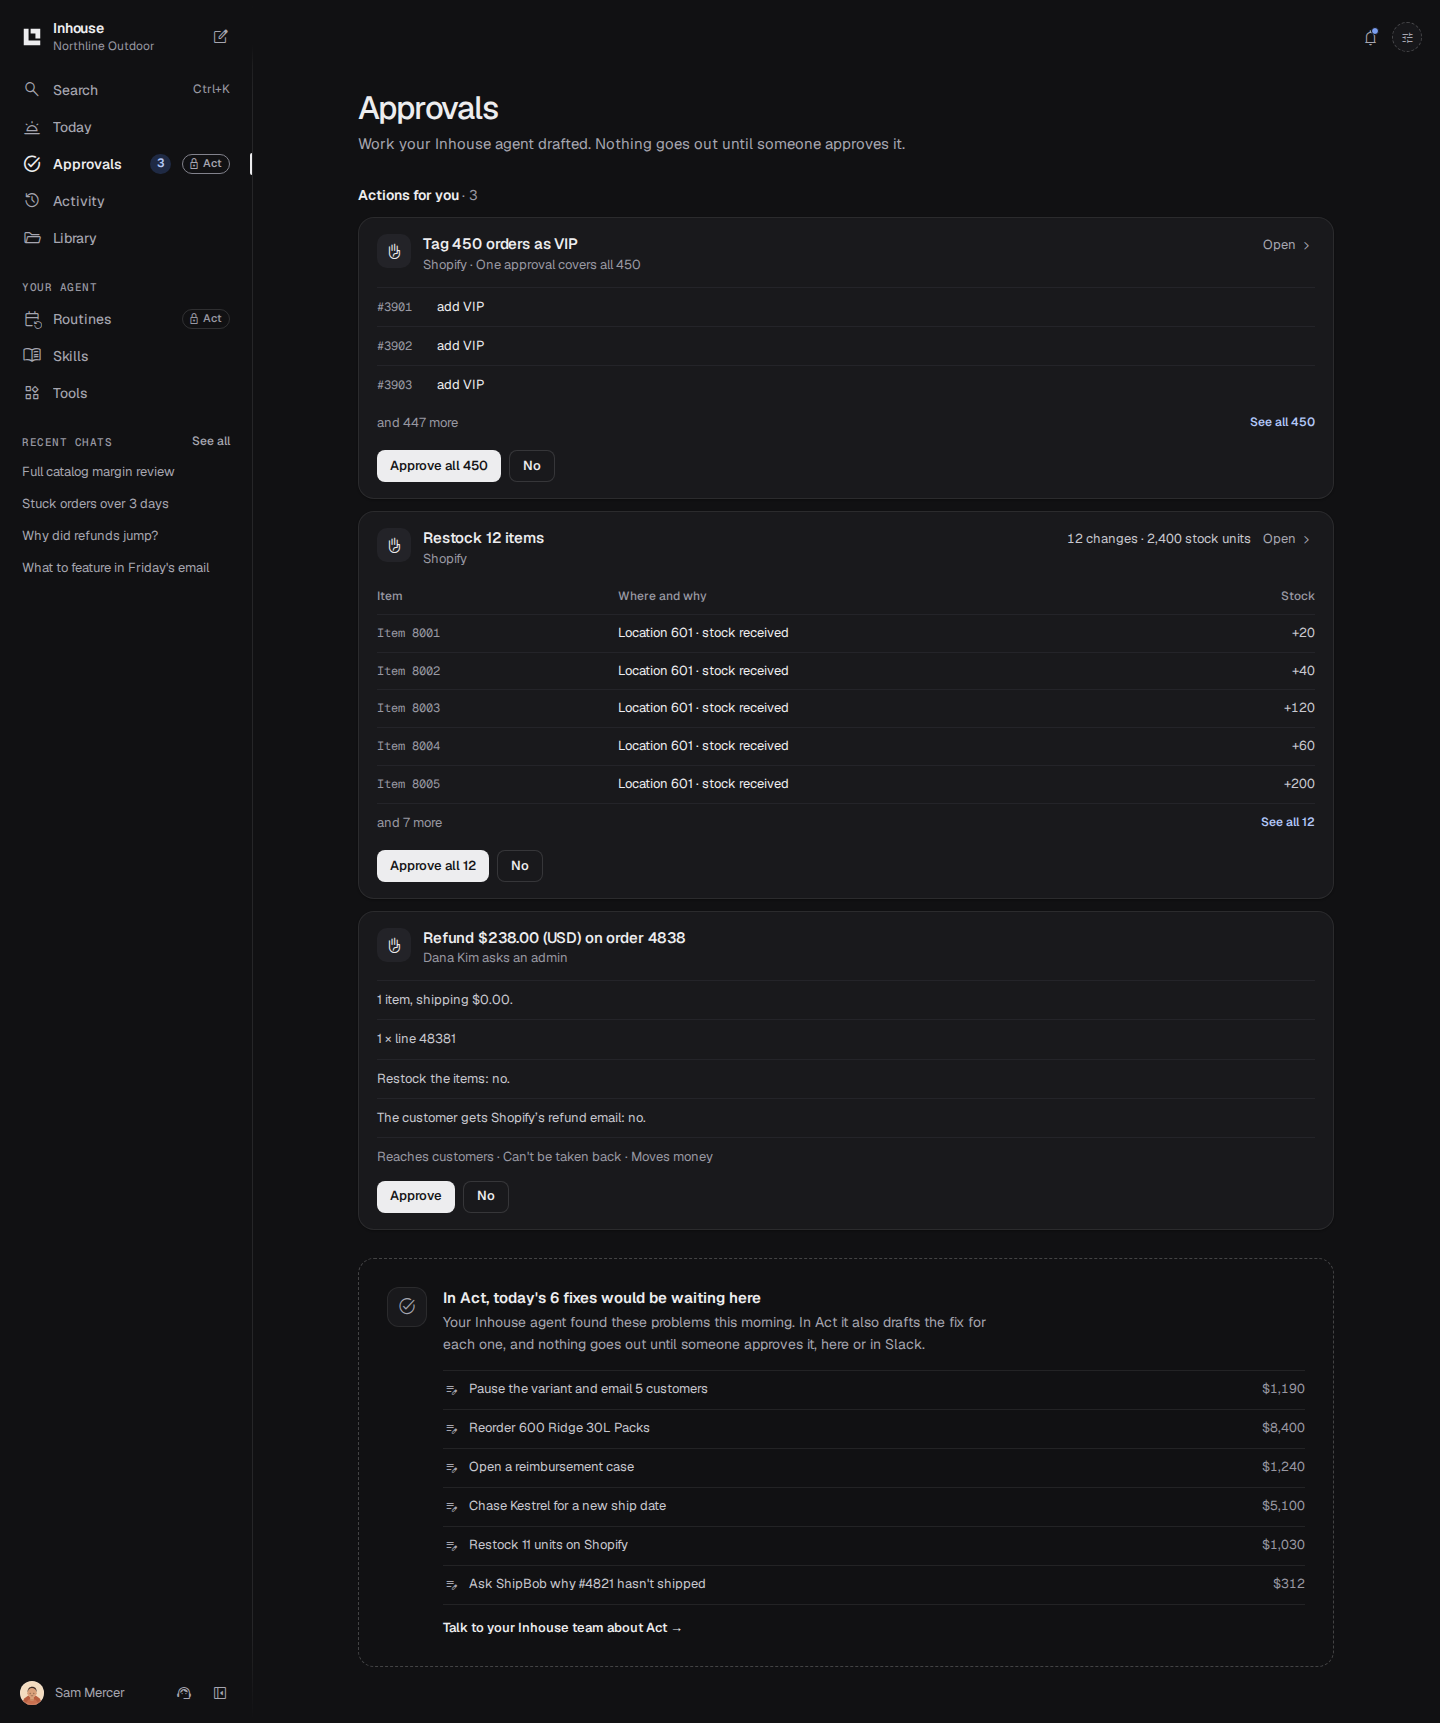 Inhouse
Northline Outdoor
Search Ctrl+K
Today
Approvals 3 Act
Activity
Library
YOUR AGENT
Routines Act
Skills
Tools
RECENT CHATS See all
Full catalog margin review
Stuck orders over 3 days
Why did refunds jump?
What to feature in Friday's email
Sam Mercer
Approvals
Work your Inhouse agent drafted. Nothing goes out until someone approves it.
Actions for you · 3
Tag 450 orders as VIP Open
Shopify · One approval covers all 450
#3901 add VIP
#3902 add VIP
#3903 add VIP
and 447 more See all 450
Approve all 450 No
Restock 12 items 12 changes · 2,400 stock units Open
Shopify
Item Where and why Stock
Item 8001 Location 601 · stock received +20
Item 8002 Location 601 · stock received +40
Item 8003 Location 601 · stock received +120
Item 8004 Location 601 · stock received +60
Item 8005 Location 601 · stock received +200
and 7 more See all 12
Approve all 12 No
Refund $238.00 (USD) on order 4838
Dana Kim asks an admin
1 item, shipping $0.00.
1 × line 48381
Restock the items: no.
The customer gets Shopify's refund email: no.
Reaches customers · Can't be taken back · Moves money
Approve No
In Act, today's 6 fixes would be waiting here
Your Inhouse agent found these problems this morning. In Act it also drafts the fix for
each one, and nothing goes out until someone approves it, here or in Slack.
Pause the variant and email 5 customers $1,190
Reorder 600 Ridge 30L Packs $8,400
Open a reimbursement case $1,240
Chase Kestrel for a new ship date $5,100
Restock 11 units on Shopify $1,030
Ask ShipBob why #4821 hasn't shipped $312
Talk to your Inhouse team about Act →